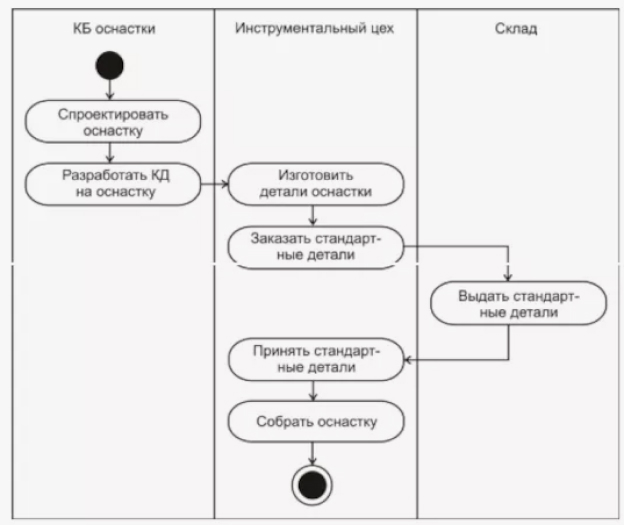 КБ оснастки
Инструментальный цех
Склад
Спроектировать
оснастку
Разработать КД
на оснастку
Изготовить
детали оснастки
Заказать стандарт-
ные детали
Выдать стандарт-
ные детали
Принять стандарт-
ные детали
Собрать оснастку